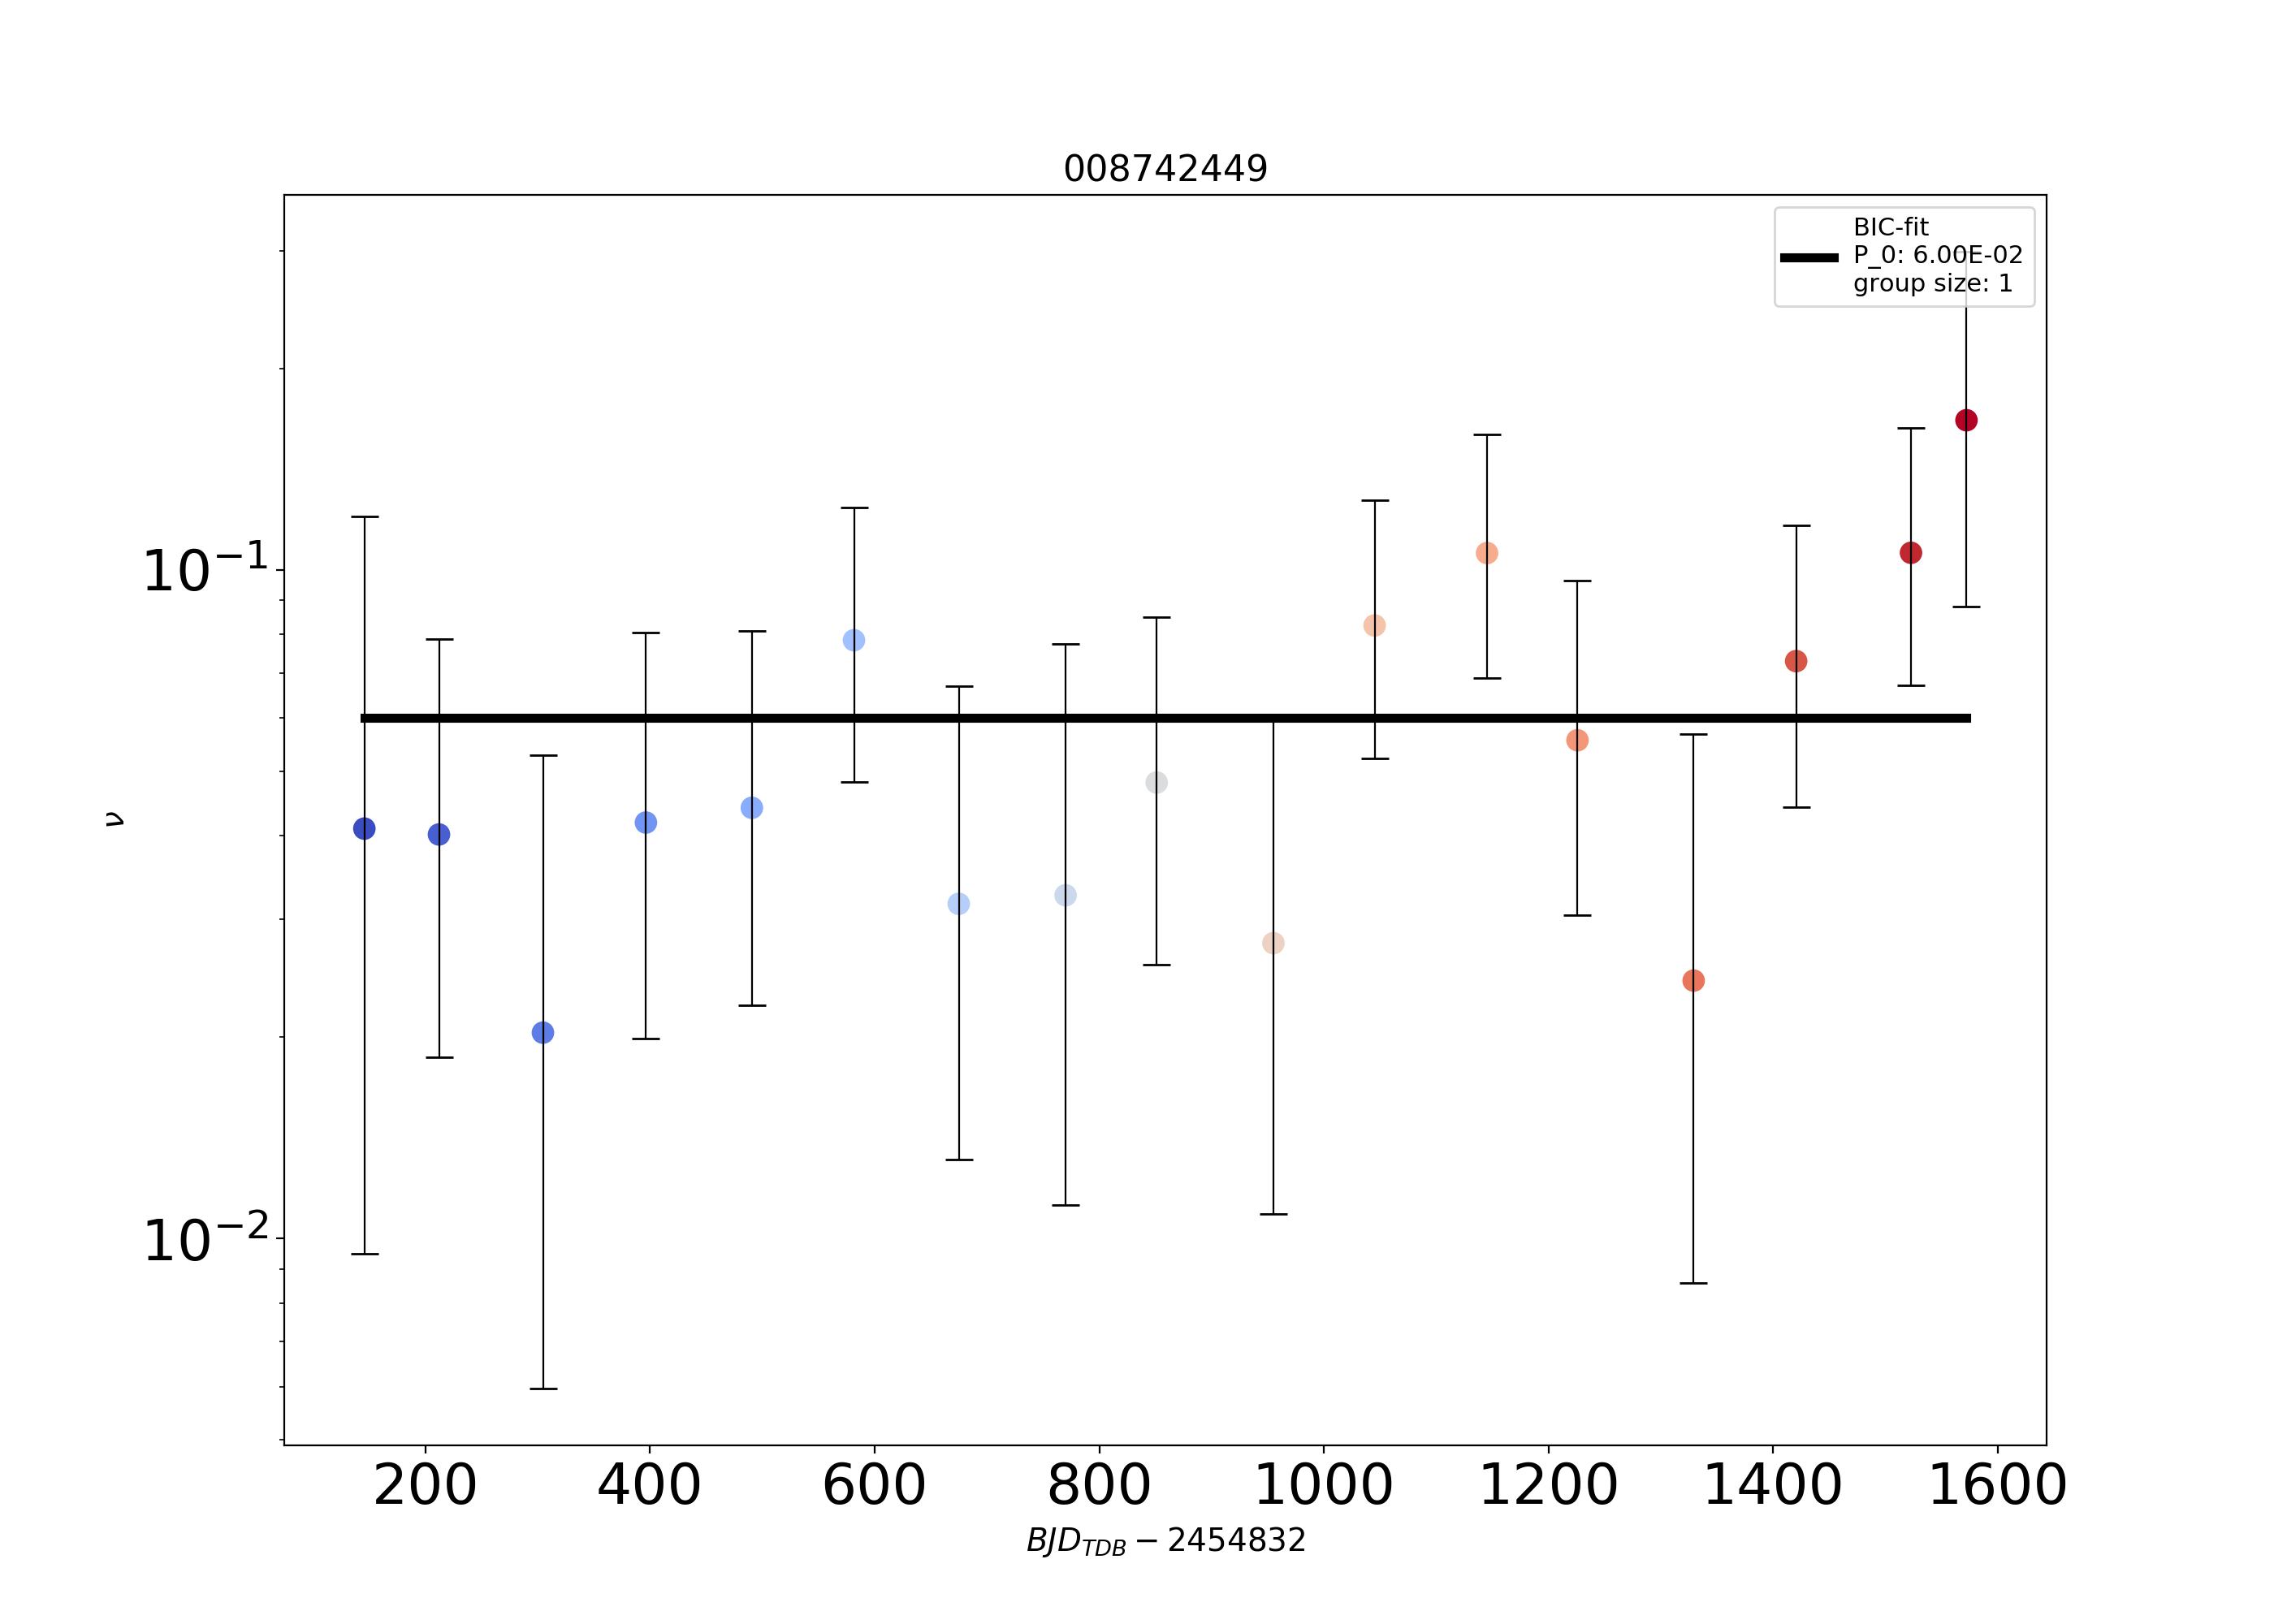 008742449
BIC-fit
P_0: 6.00E-02
group size: 1
10⁻¹
10⁻²
ν
200 400 600 800 1000 1200 1400 1600
BJD_TDB − 2454832